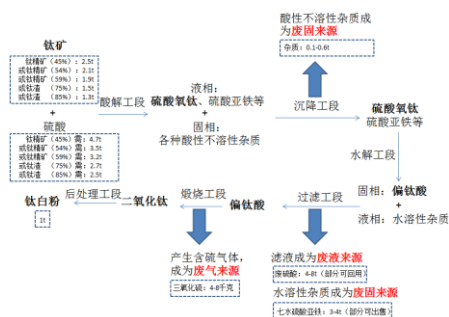 钛矿
钛精矿（45%）：2.5t
或钛精矿（54%）：2.1t
或钛精矿（59%）：1.9t
或钛渣 （75%）：1.5t
或钛渣 （85%）：1.3t
+
硫酸
钛精矿（45%）需：4.7t
或钛精矿（54%）需：3.5t
或钛精矿（59%）需：3.2t
或钛渣 （75%）需：2.7t
或钛渣 （85%）需：2.5t
酸解工段
液相：
硫酸氧钛、硫酸亚铁等
+
固相：
各种酸性不溶性杂质
酸性不溶性杂质成
为废固来源
杂质：0.1-0.6t
沉降工段
硫酸氧钛
硫酸亚铁等
水解工段
固相：偏钛酸
+
液相：水溶性杂质
过滤工段
滤液成为废液来源
废硫酸：4-8t（部分可回用）
水溶性杂质成为废固来源
七水硫酸亚铁：3-4t（部分可出售）
偏钛酸
煅烧工段
产生含硫气体，
成为废气来源
三氧化硫：4-8千克
二氧化钛
后处理工段
钛白粉
1t